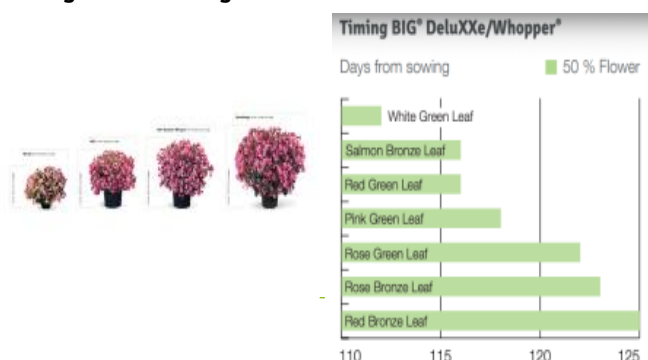 Timing BIG® DeluXXe/Whopper®
Days from sowing
50 % Flower
White Green Leaf
Salmon Bronze Leaf
Red Green Leaf
Pink Green Leaf
Rose Green Leaf
Rose Bronze Leaf
Red Bronze Leaf
110 115 120 125